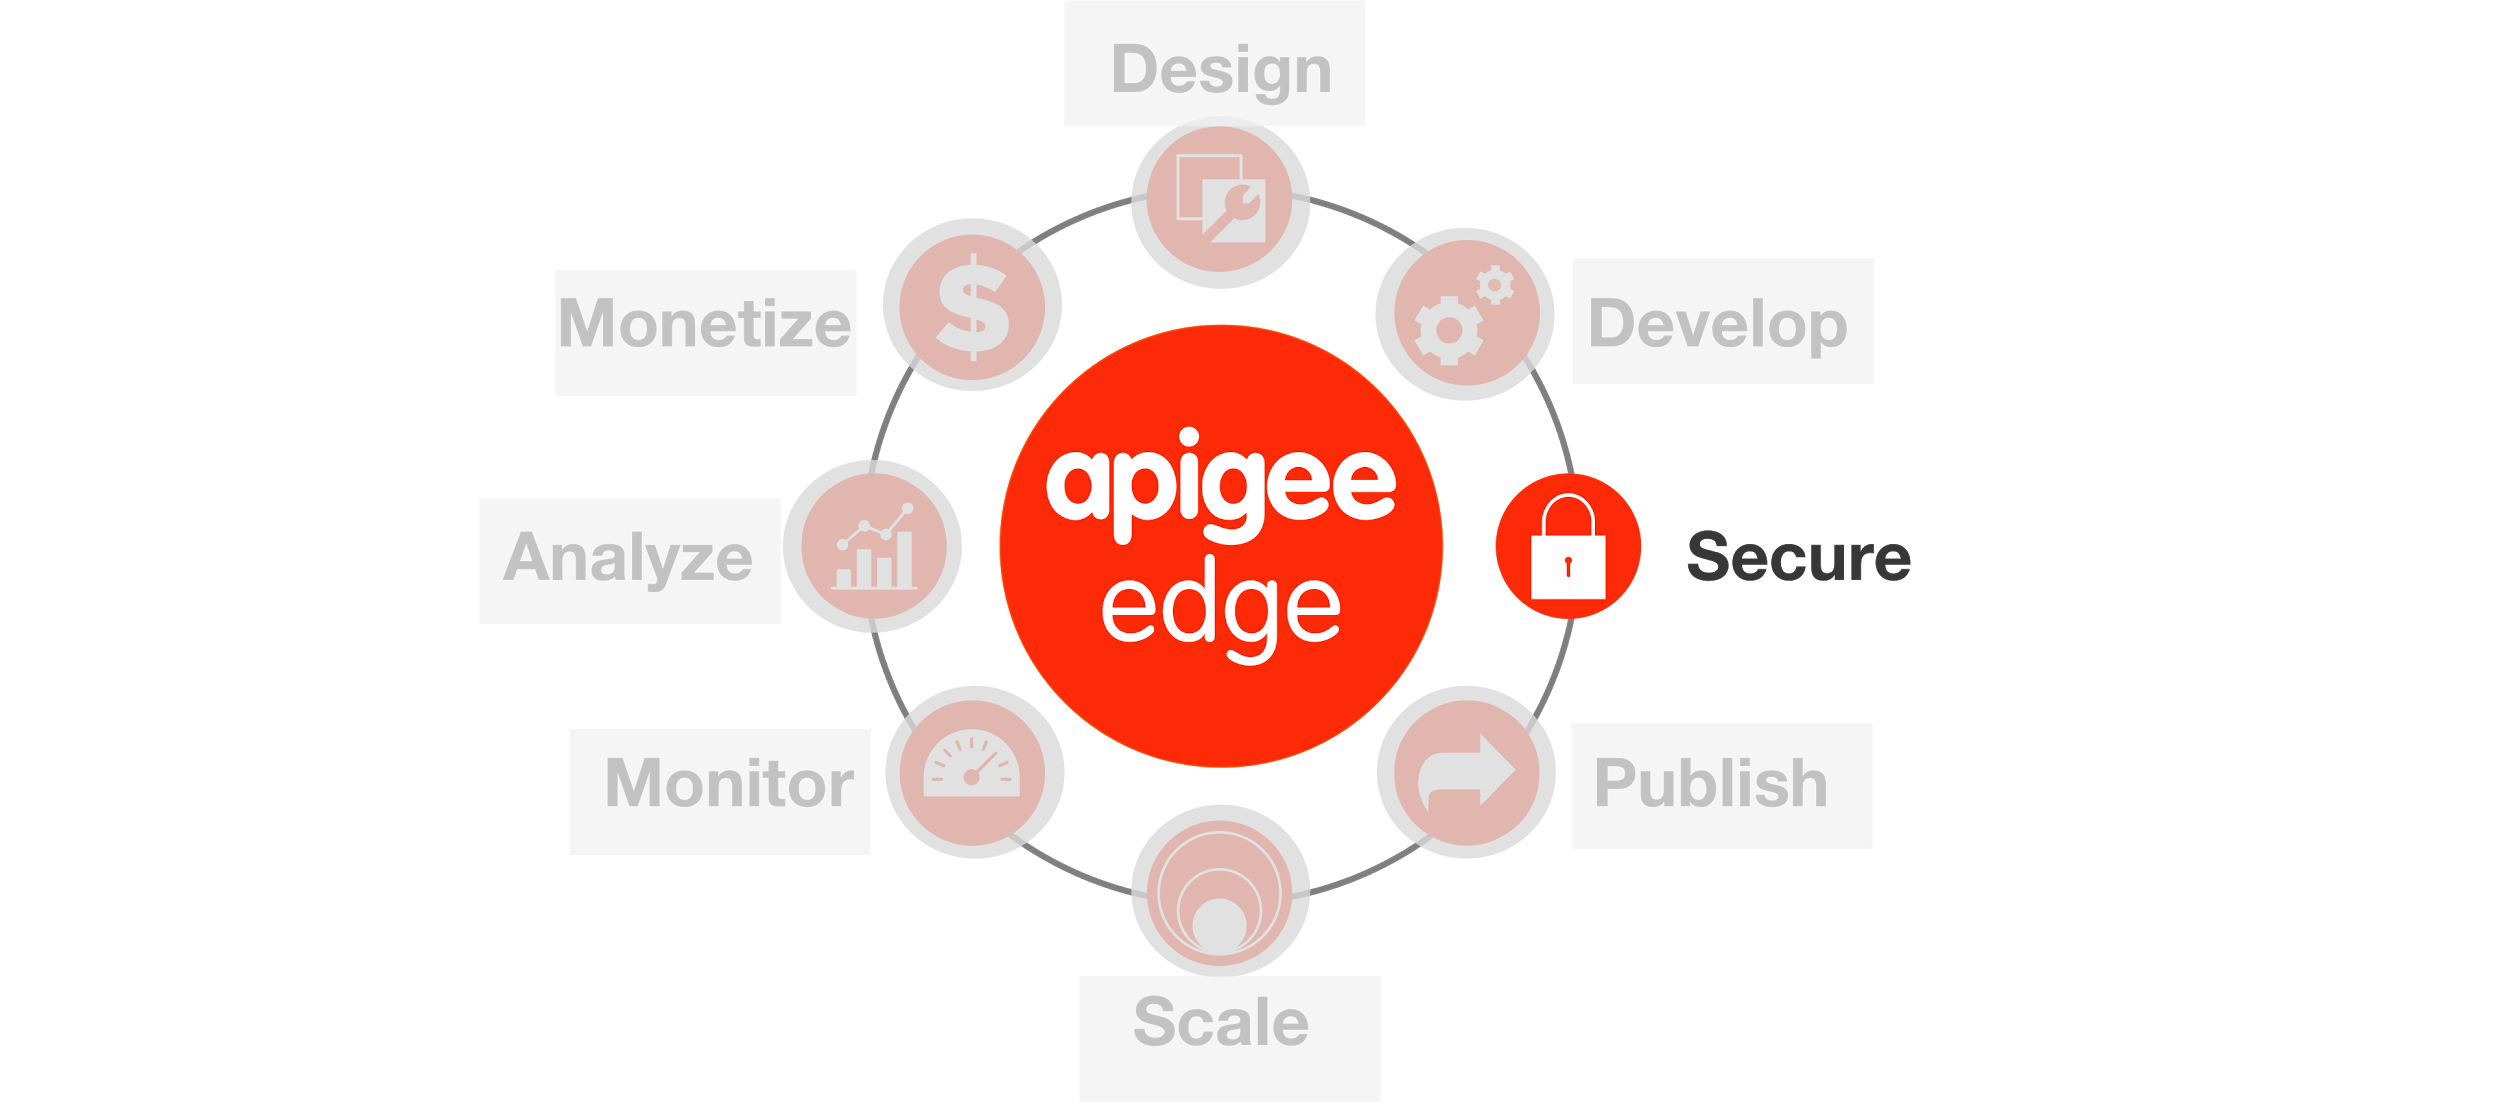 Design
Monetize
Develop
apigee
edge
Analyze
Secure
Monitor
Publish
Scale